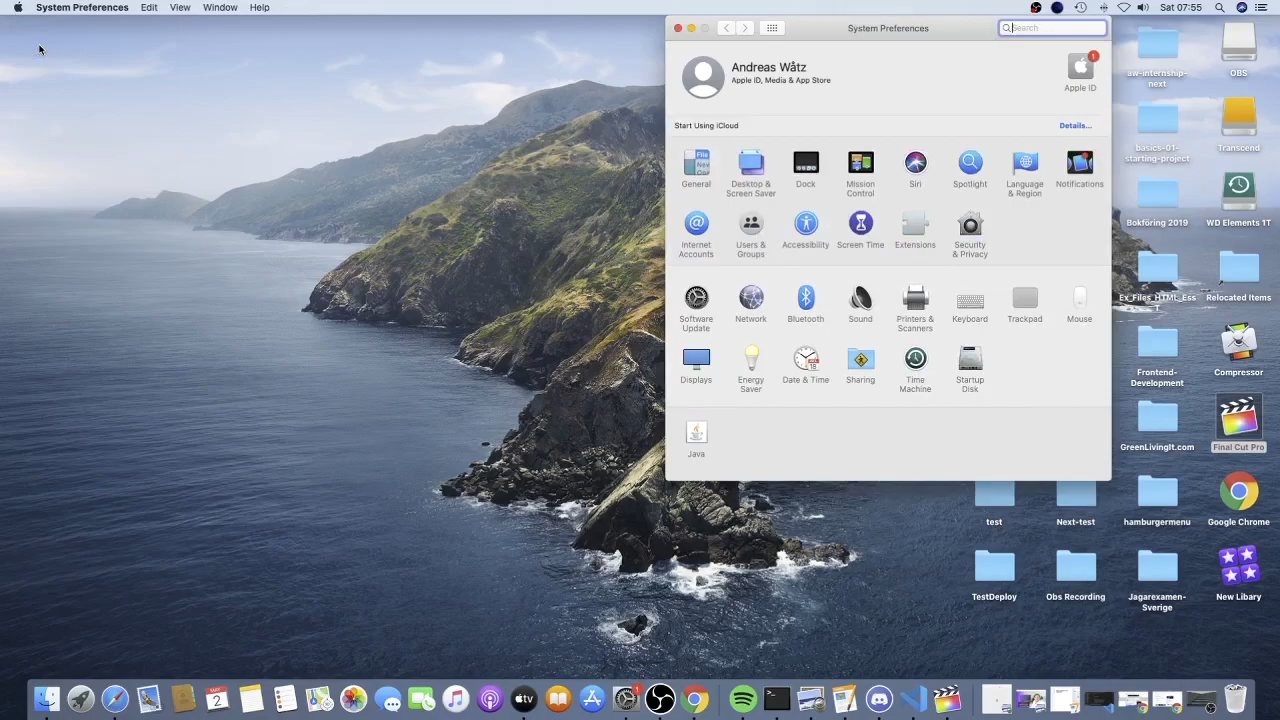 System Preferences Edit View Window Help
Sat 07:55
System Preferences
Search
Andreas Wåtz
Apple ID, Media & App Store
1
Apple ID
Start Using iCloud
Details...
General
Desktop &
Screen Saver
Dock
Mission
Control
Siri
Spotlight
Language
& Region
Notifications
Internet
Accounts
Users &
Groups
Accessibility
Screen Time
Extensions
Security
& Privacy
Software
Update
Network
Bluetooth
Sound
Printers &
Scanners
Keyboard
Trackpad
Mouse
Displays
Energy
Saver
Date & Time
Sharing
Time
Machine
Startup
Disk
Java
aw-internship-
next
OBS
basics-01-
starting-project
Transcend
Bokföring 2019
WD Elements 1T
Ex_Files_HTML_Ess
T
Relocated Items
Frontend-
Development
Compressor
GreenLivingIt.com
Final Cut Pro
test
Next-test
hamburgermenu
Google Chrome
TestDeploy
Obs Recording
Jagarexamen-
Sverige
New Libary
2
tv
1